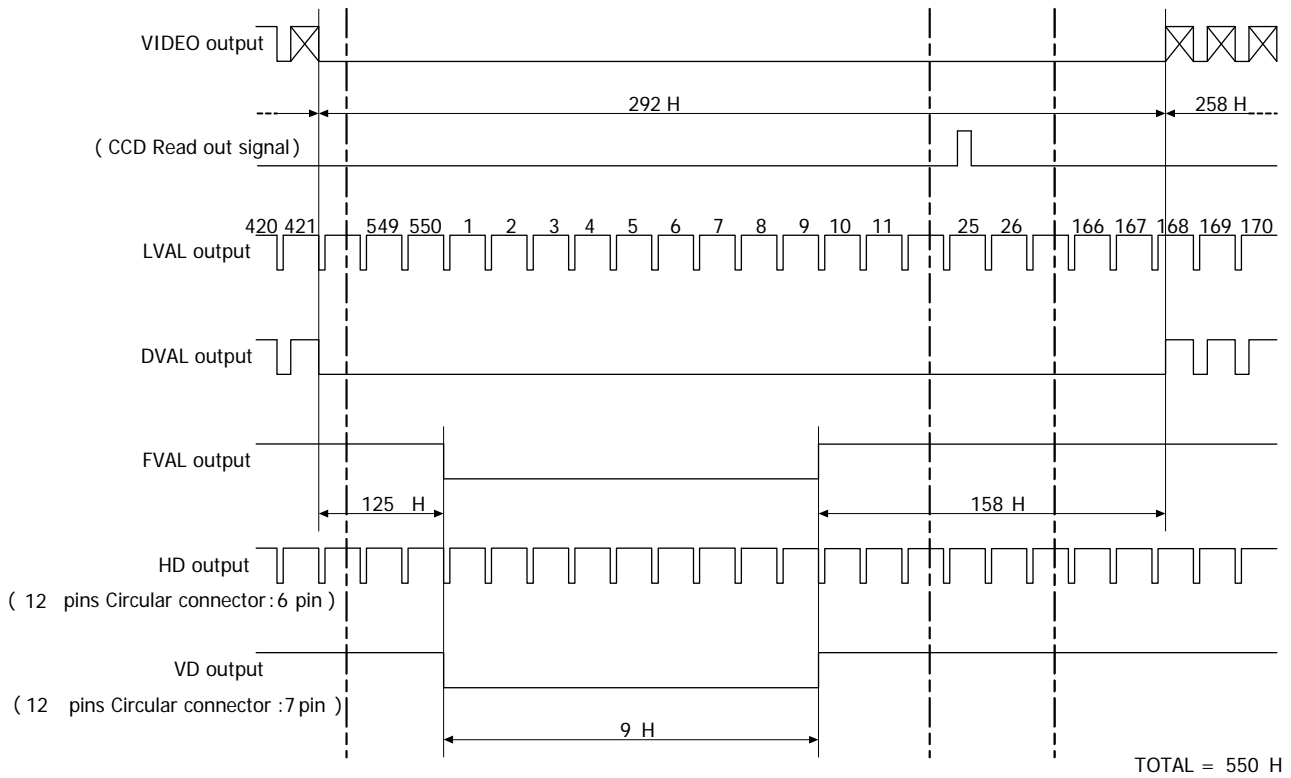 VIDEO output
292 H
258 H
( CCD Read out signal)
420 421 549 550 1 2 3 4 5 6 7 8 9 10 11 25 26 166 167 168 169 170
LVAL output
DVAL output
FVAL output
125 H
158 H
HD output
( 12 pins Circular connector:6 pin )
VD output
( 12 pins Circular connector :7 pin )
9 H
TOTAL = 550 H